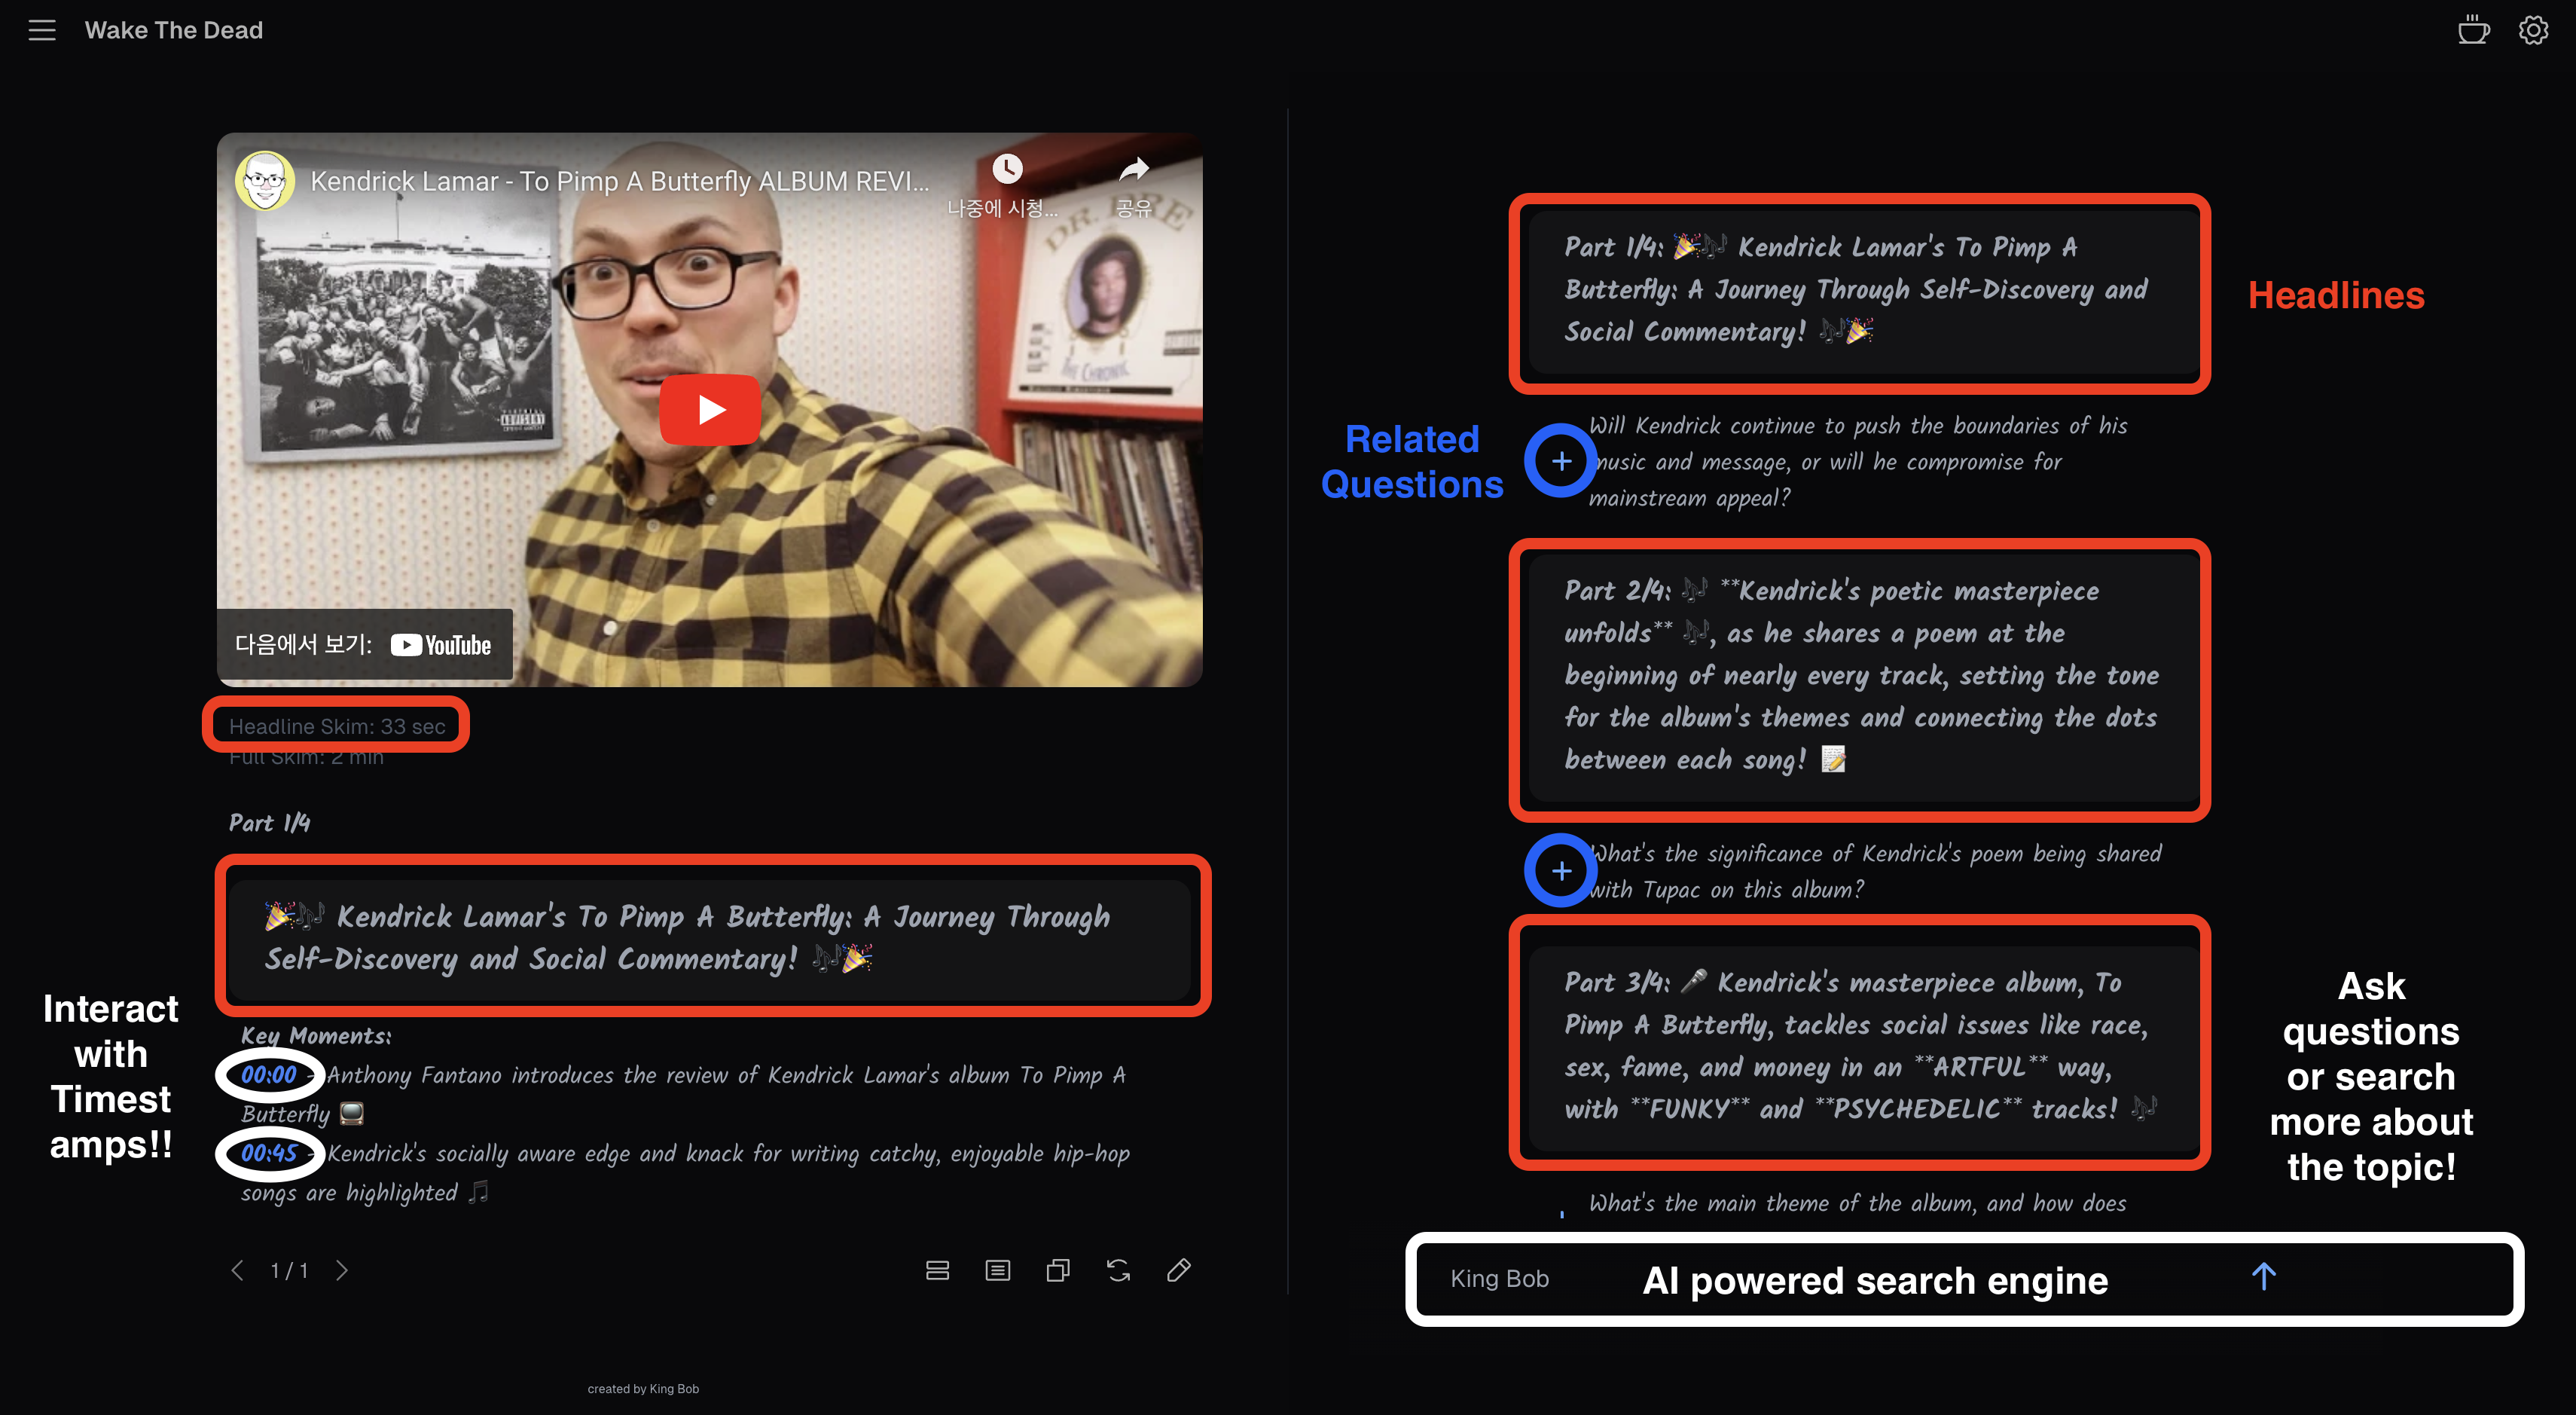 Wake The Dead
Kendrick Lamar - To Pimp A Butterfly ALBUM REVI...
나중에 시청...
공유
DR. DRE
THE CHRONIC
PARENTAL
ADVISORY
다음에서 보기: YouTube
Headline Skim: 33 sec
Full Skim: 2 min
Part 1/4
🎉🎶 Kendrick Lamar's To Pimp A Butterfly: A Journey Through
Self-Discovery and Social Commentary! 🎶🎉
Interact
with
Timest
amps!!
Key Moments:
00:00 - Anthony Fantano introduces the review of Kendrick Lamar's album To Pimp A
Butterfly 📺
00:45 - Kendrick's socially aware edge and knack for writing catchy, enjoyable hip-hop
songs are highlighted 🎵
1 / 1
created by King Bob
Part 1/4: 🎉🎶 Kendrick Lamar's To Pimp A
Butterfly: A Journey Through Self-Discovery and
Social Commentary! 🎶🎉
Headlines
Related
Questions
Will Kendrick continue to push the boundaries of his
music and message, or will he compromise for
mainstream appeal?
Part 2/4: 🎶 **Kendrick's poetic masterpiece
unfolds** 🎶, as he shares a poem at the
beginning of nearly every track, setting the tone
for the album's themes and connecting the dots
between each song! 📝
What's the significance of Kendrick's poem being shared
with Tupac on this album?
Part 3/4: 🎤 Kendrick's masterpiece album, To
Pimp A Butterfly, tackles social issues like race,
sex, fame, and money in an **ARTFUL** way,
with **FUNKY** and **PSYCHEDELIC** tracks! 🎶
What's the main theme of the album, and how does
Ask
questions
or search
more about
the topic!
King Bob
AI powered search engine